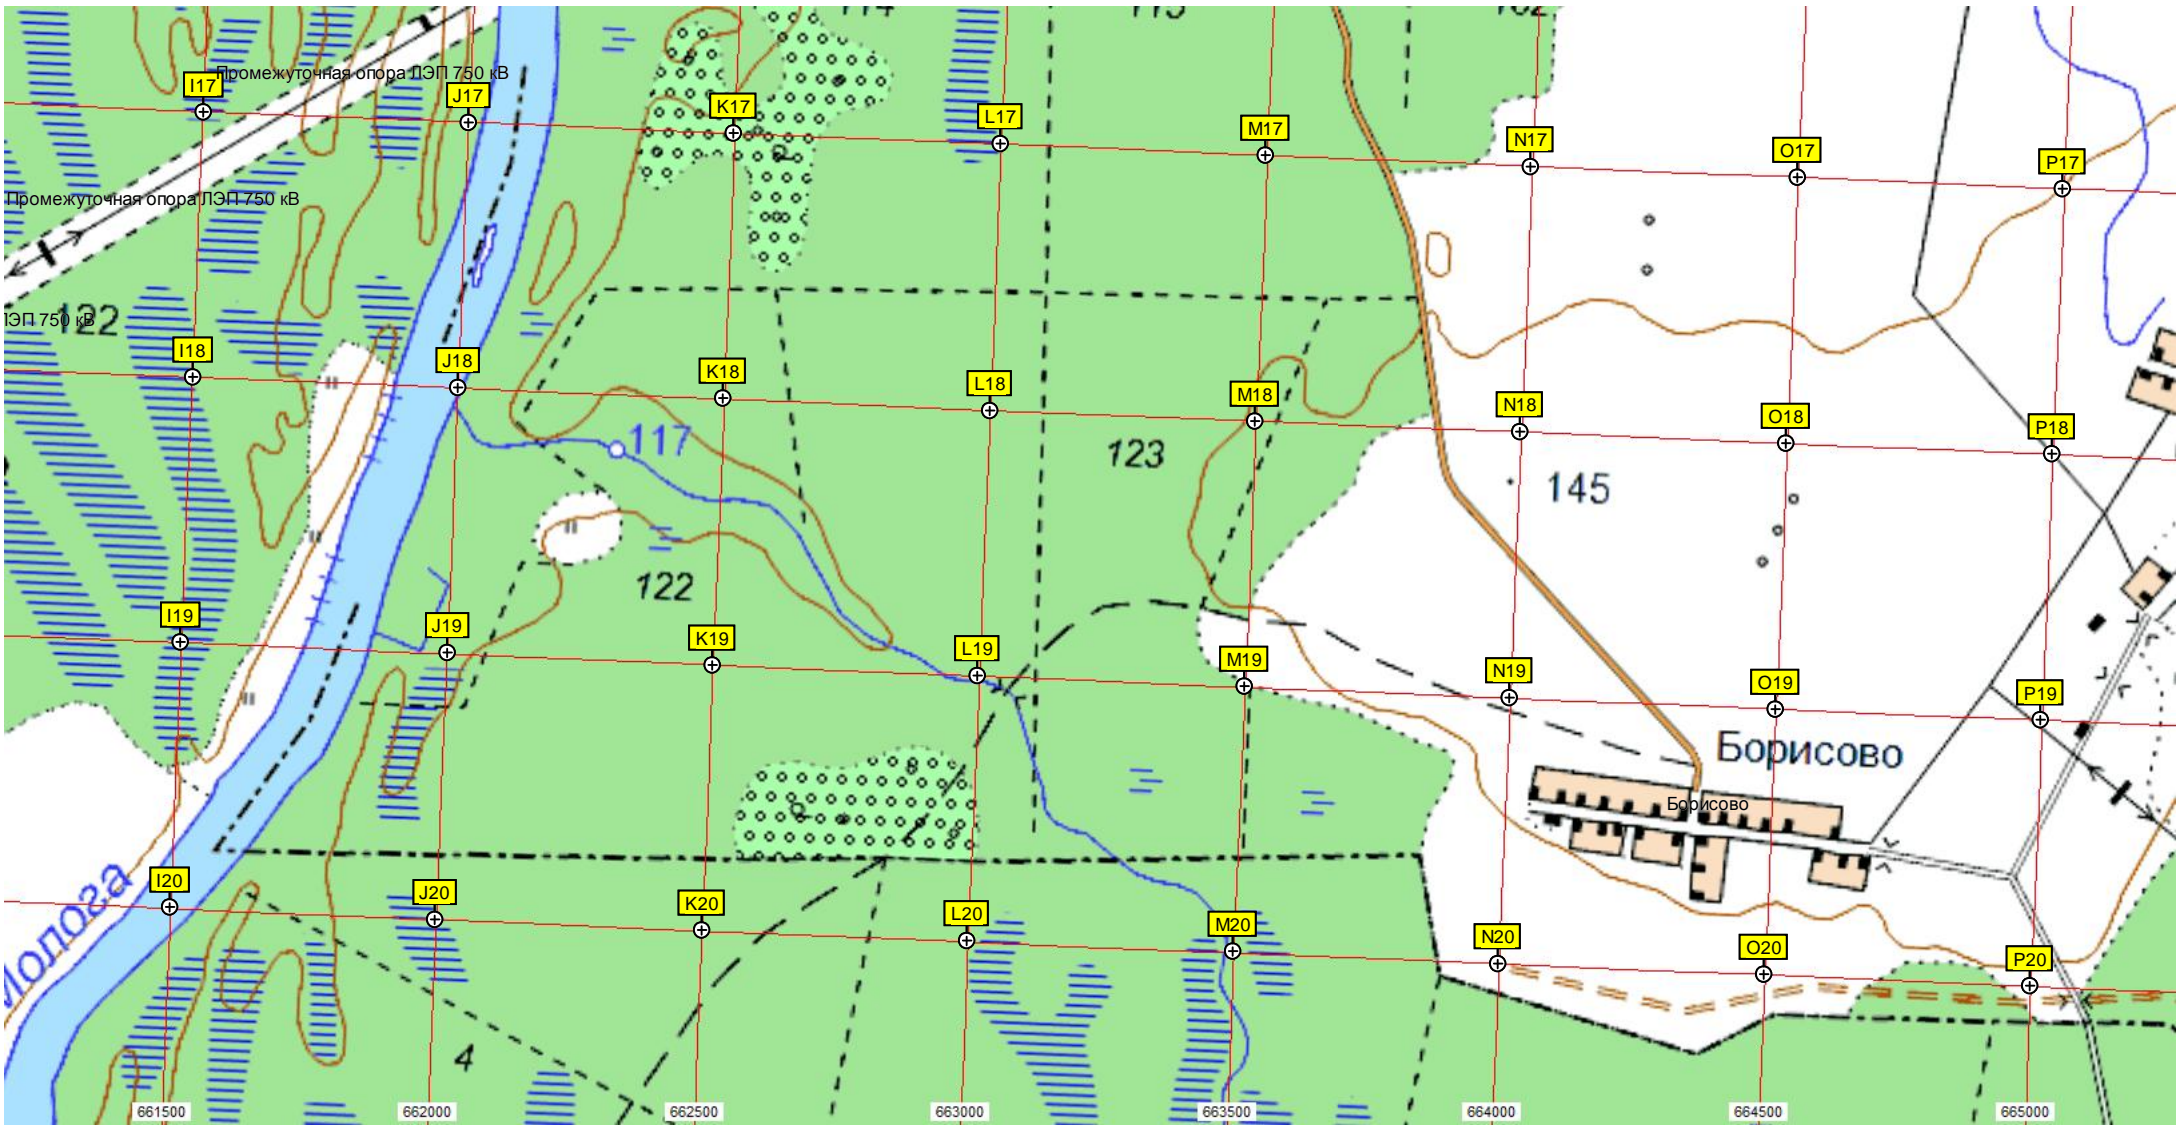 Промежуточная опора ЛЭП 750 кВ
I17
J17
K17
L17
M17
N17
O17
P17
Промежуточная опора ЛЭП 750 кВ
ЛЭП 750 кВ
122
I18
J18
K18
L18
M18
N18
O18
P18
117
123
145
122
I19
J19
K19
L19
M19
N19
O19
P19
Борисово
Борисово
Молога
I20
J20
K20
L20
M20
N20
O20
P20
4
661500
662000
662500
663000
663500
664000
664500
665000